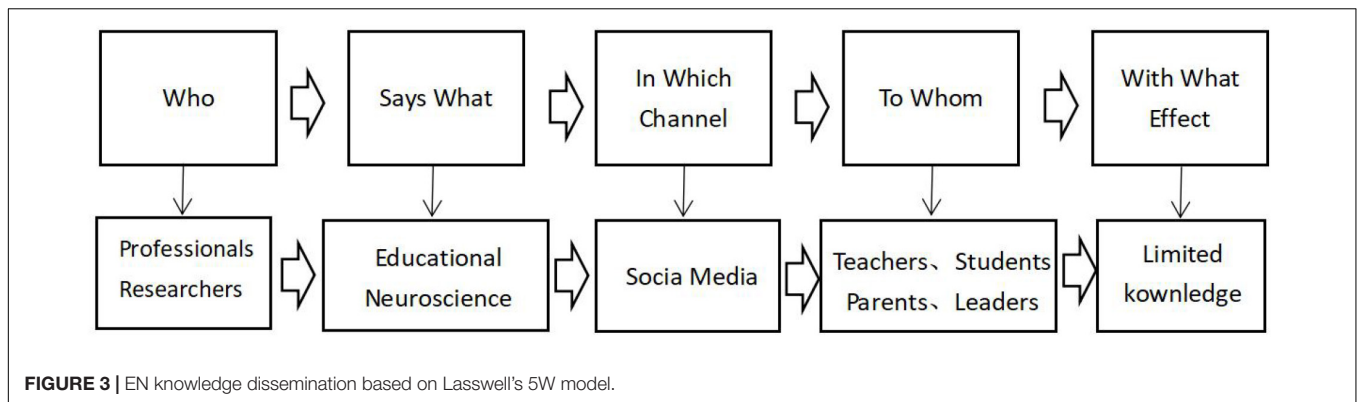 Who
Says What
In Which
Channel
To Whom
With What
Effect
Professionals
Researchers
Educational
Neuroscience
Socia Media
Teachers、Students
Parents、Leaders
Limited
kownledge
FIGURE 3 | EN knowledge dissemination based on Lasswell's 5W model.